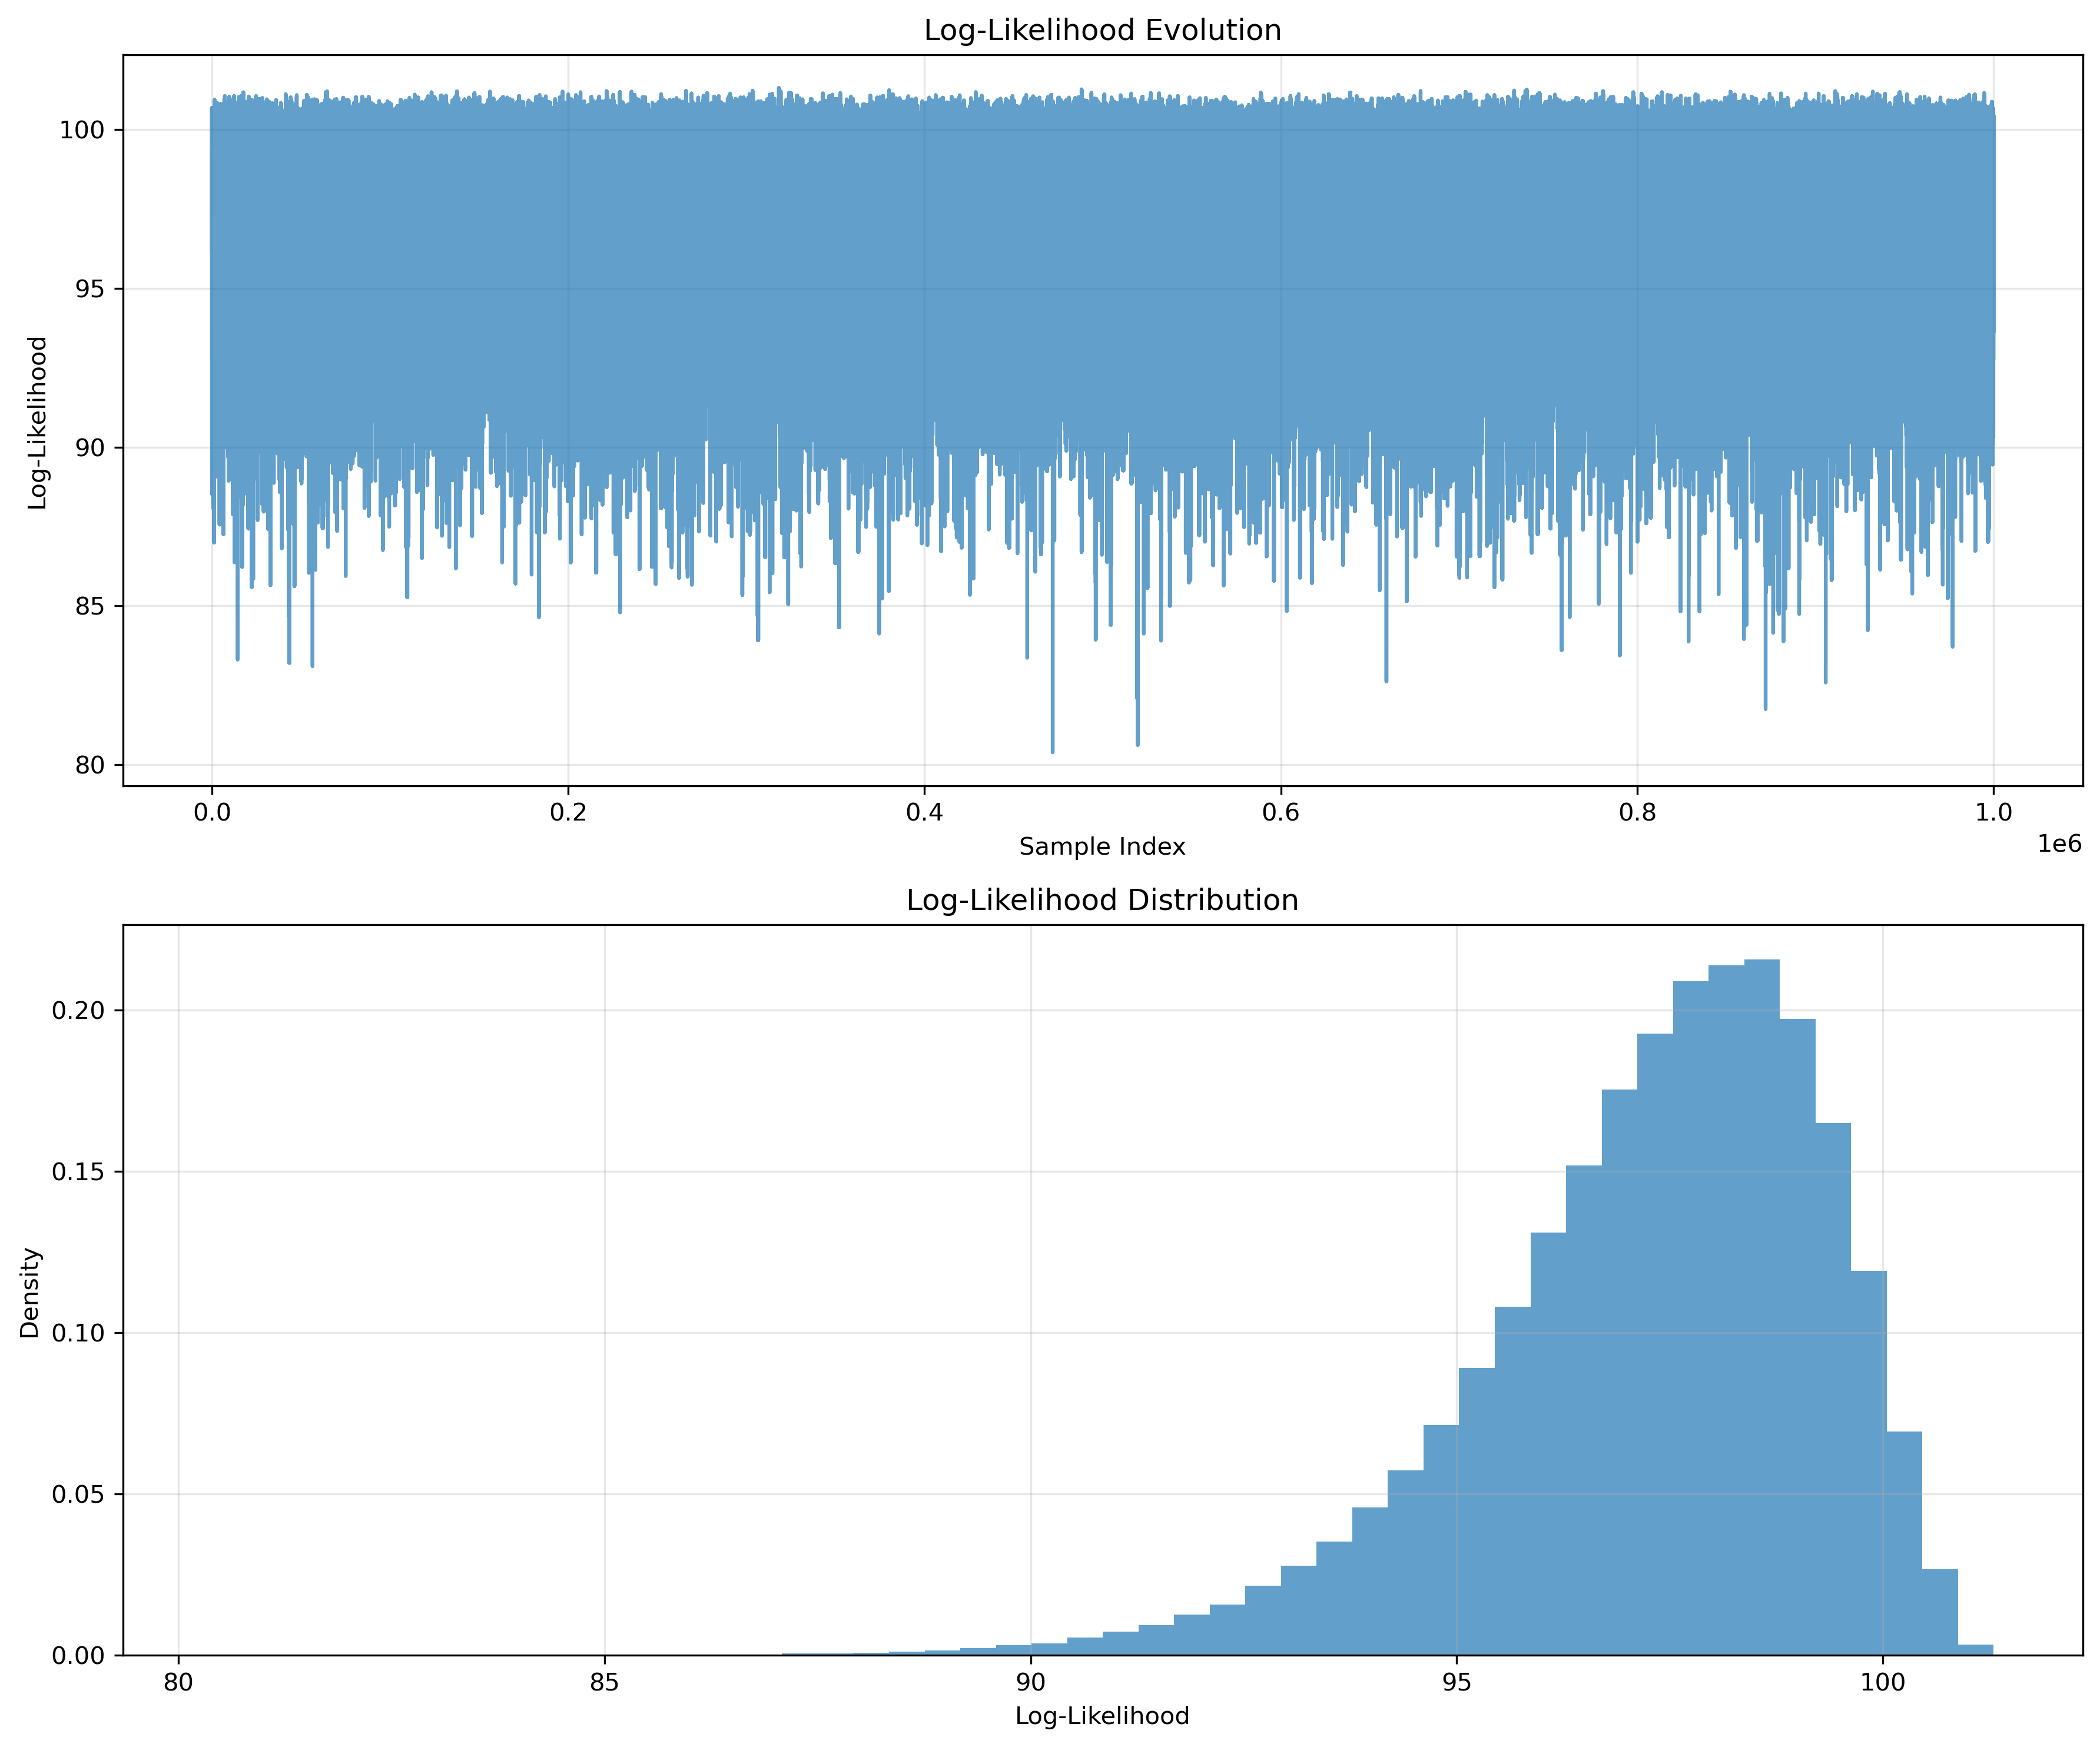 Log-Likelihood Evolution
100
95
90
85
80
Log-Likelihood
0.0 0.2 0.4 0.6 0.8 1.0
1e6
Sample Index
Log-Likelihood Distribution
0.20
0.15
0.10
0.05
0.00
Density
80 85 90 95 100
Log-Likelihood